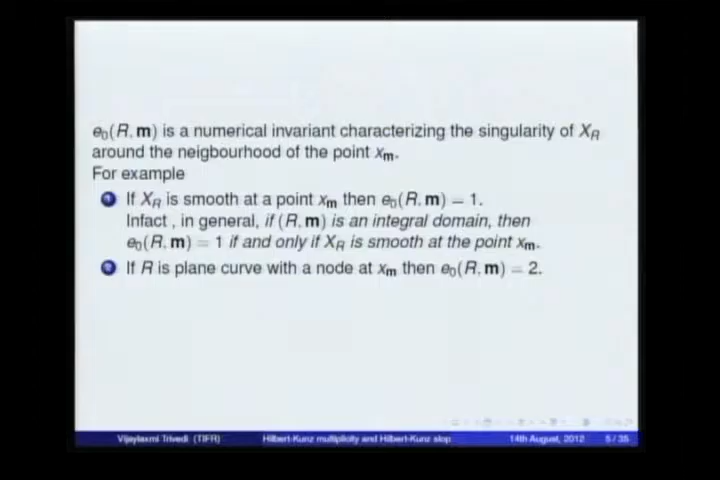 e₀(R, m) is a numerical invariant characterizing the singularity of X_R
around the neigbourhood of the point x_m.
For example
1 If X_R is smooth at a point x_m then e₀(R, m) = 1.
Infact , in general, if (R, m) is an integral domain, then
e₀(R, m) = 1 if and only if X_R is smooth at the point x_m.
2 If R is plane curve with a node at x_m then e₀(R, m) = 2.
Vijaylaxmi Trivedi (TIFR) Hilbert-Kunz multiplicity and Hilbert-Kunz slop 14th August, 2012 5 / 35